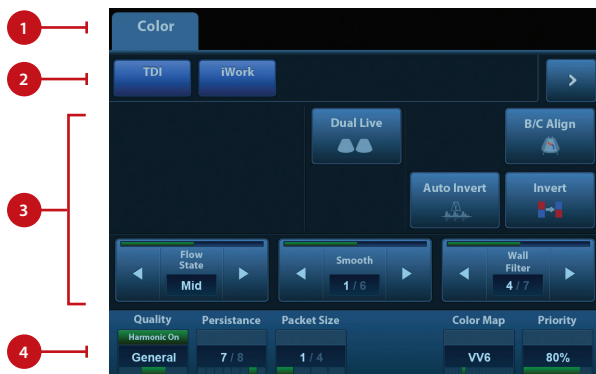 1
Color
2
TDI
iWork
>
3
Dual Live
B/C Align
Auto Invert
Invert
Flow
State
Mid
Smooth
1 / 6
Wall
Filter
4 / 7
4
Quality
Harmonic On
General
Persistance
7 / 8
Packet Size
1 / 4
Color Map
VV6
Priority
80%